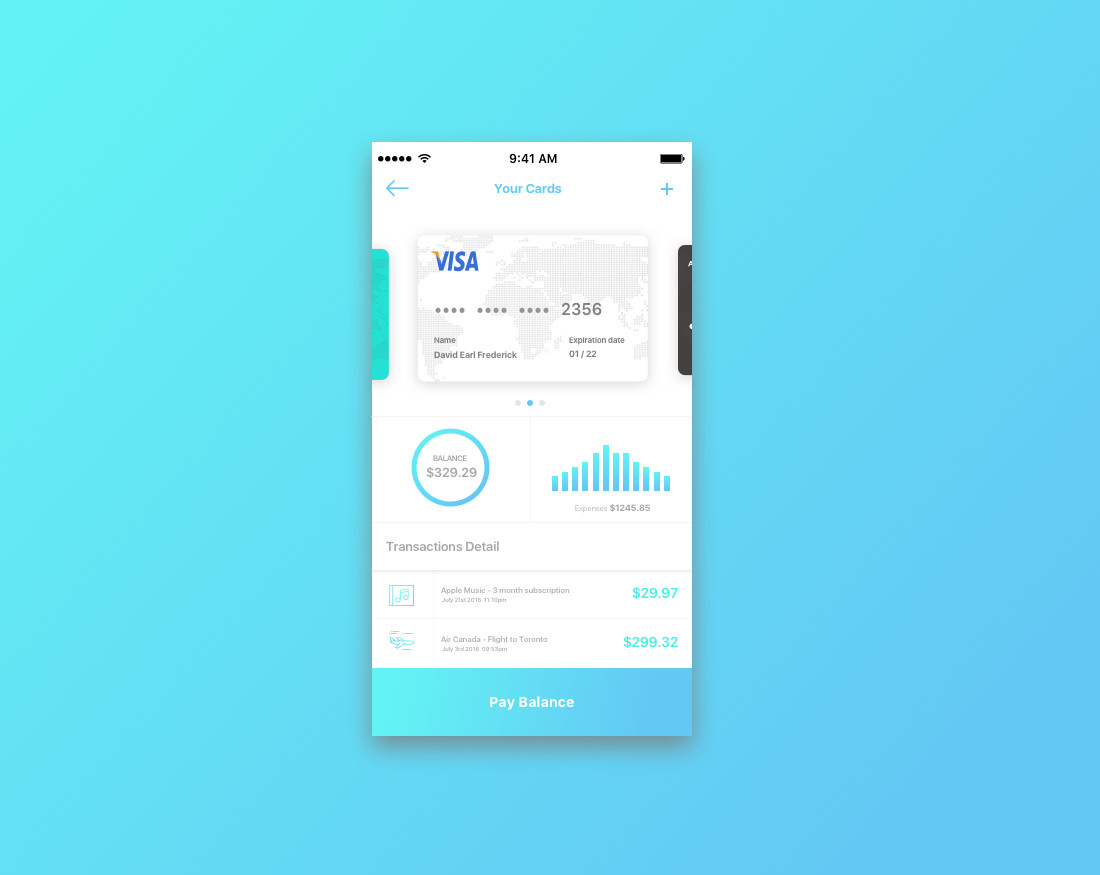 9:41 AM
Your Cards
VISA
•••• •••• •••• 2356
Name
Expiration date
David Earl Frederick
01 / 22
A
BALANCE
$329.29
Expenses $1245.85
Transactions Detail
Apple Music - 3 month subscription
$29.97
July 21st 2016 11:10pm
Air Canada - Flight to Toronto
$299.32
July 3rd 2016 09:53pm
Pay Balance